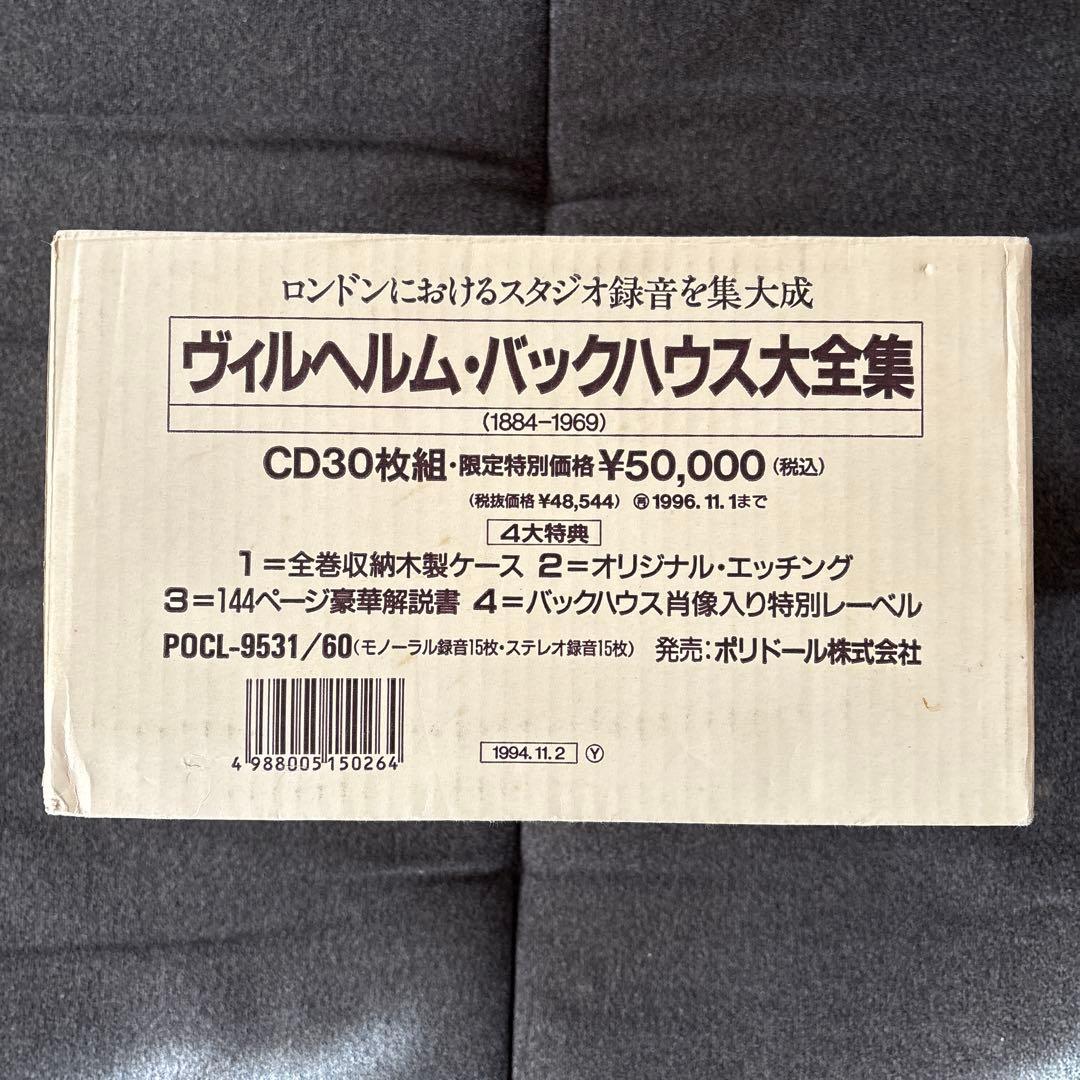 ロンドンにおけるスタジオ録音を集大成
ヴィルヘルム・バックハウス大全集
(1884-1969)
CD30枚組・限定特別価格¥50,000(税込)
(税抜価格¥48,544) ㊐1996.11.1まで
4大特典
1=全巻収納木製ケース 2=オリジナル・エッチング
3=144ページ豪華解説書 4=バックハウス肖像入り特別レーベル
POCL-9531/60(モノーラル録音15枚・ステレオ録音15枚) 発売:ポリドール株式会社
4 988005 150264
1994.11.2 Ⓨ